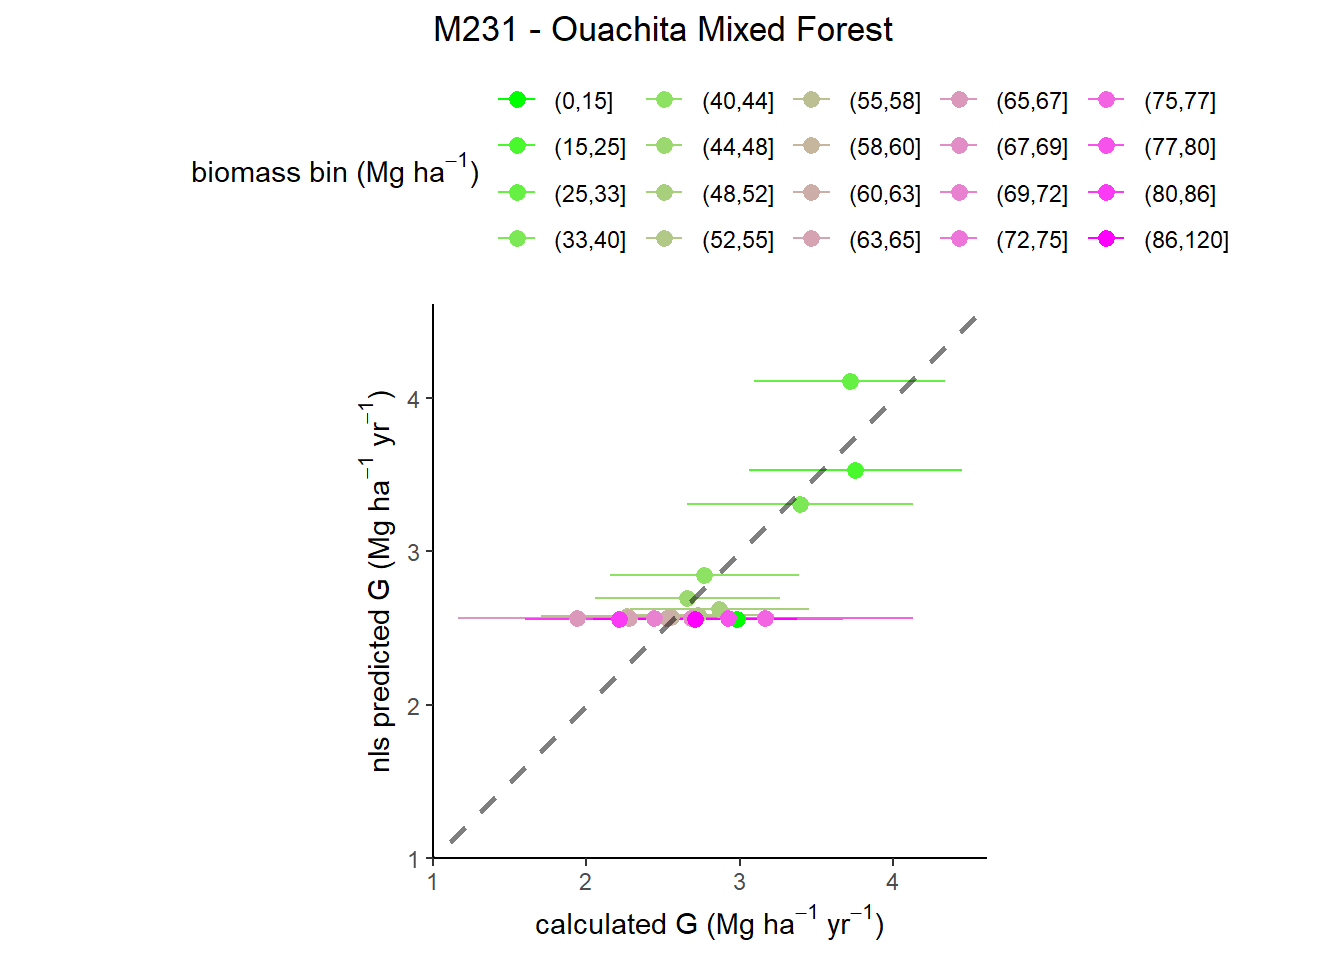 M231 - Ouachita Mixed Forest
biomass bin (Mg ha⁻¹)
(0,15] (40,44] (55,58] (65,67] (75,77]
(15,25] (44,48] (58,60] (67,69] (77,80]
(25,33] (48,52] (60,63] (69,72] (80,86]
(33,40] (52,55] (63,65] (72,75] (86,120]
nls predicted G (Mg ha⁻¹ yr⁻¹)
4
3
2
1
1 2 3 4
calculated G (Mg ha⁻¹ yr⁻¹)